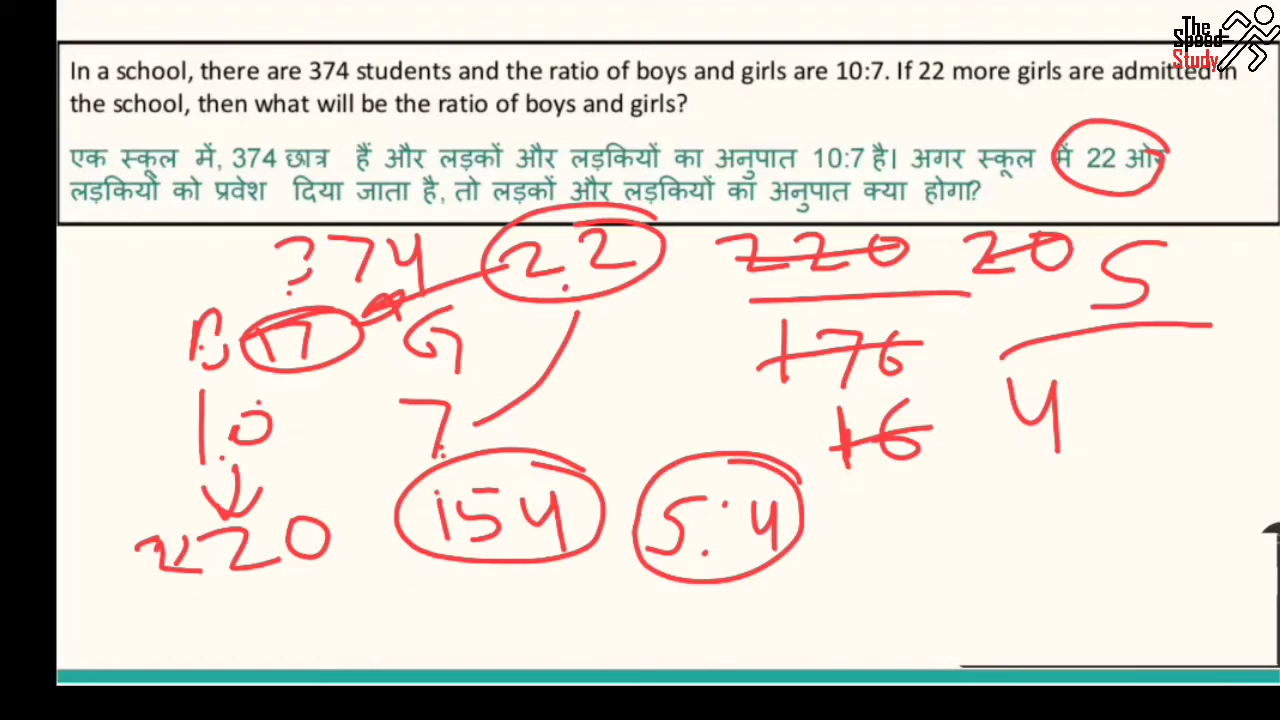 The
Speed
Study
In a school, there are 374 students and the ratio of boys and girls are 10:7. If 22 more girls are admitted in
the school, then what will be the ratio of boys and girls?
एक स्कूल में, 374 छात्र हैं और लड़कों और लड़कियों का अनुपात 10:7 है। अगर स्कूल में 22 ओर
लड़कियों को प्रवेश दिया जाता है, तो लड़कों और लड़कियों का अनुपात क्या होगा?
374 22 220 20 5
B 17 G 176 4
10 7 16
220 154 5:4